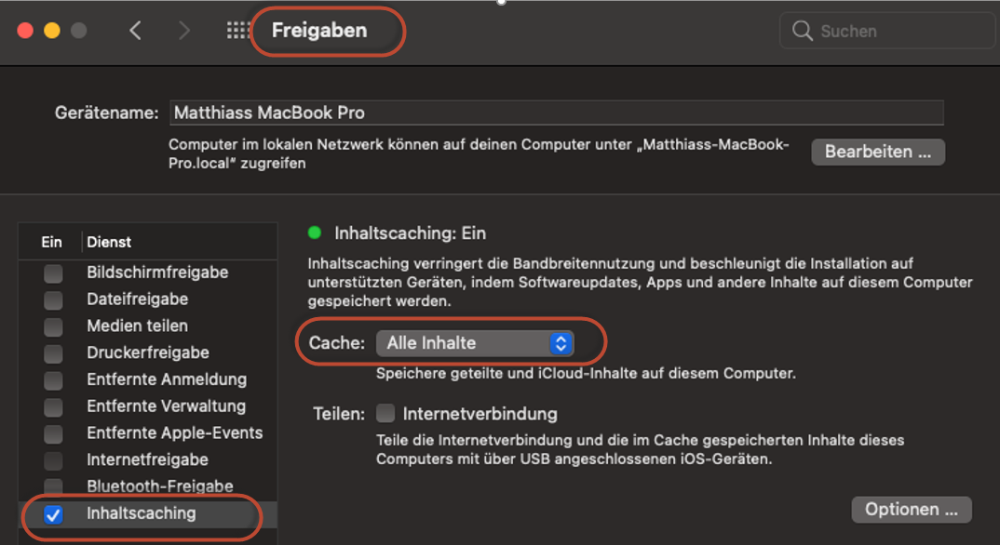 Freigaben
Suchen
Gerätename:
Matthiass MacBook Pro
Computer im lokalen Netzwerk können auf deinen Computer unter „Matthiass-MacBook-
Pro.local“ zugreifen
Bearbeiten ...
Ein
Dienst
Bildschirmfreigabe
Dateifreigabe
Medien teilen
Druckerfreigabe
Entfernte Anmeldung
Entfernte Verwaltung
Entfernte Apple-Events
Internetfreigabe
Bluetooth-Freigabe
Inhaltscaching
Inhaltscaching: Ein
Inhaltscaching verringert die Bandbreitennutzung und beschleunigt die Installation auf
unterstützten Geräten, indem Softwareupdates, Apps und andere Inhalte auf diesem Computer
gespeichert werden.
Cache:
Alle Inhalte
Speichere geteilte und iCloud-Inhalte auf diesem Computer.
Teilen:
Internetverbindung
Teile die Internetverbindung und die im Cache gespeicherten Inhalte dieses
Computers mit über USB angeschlossenen iOS-Geräten.
Optionen ...